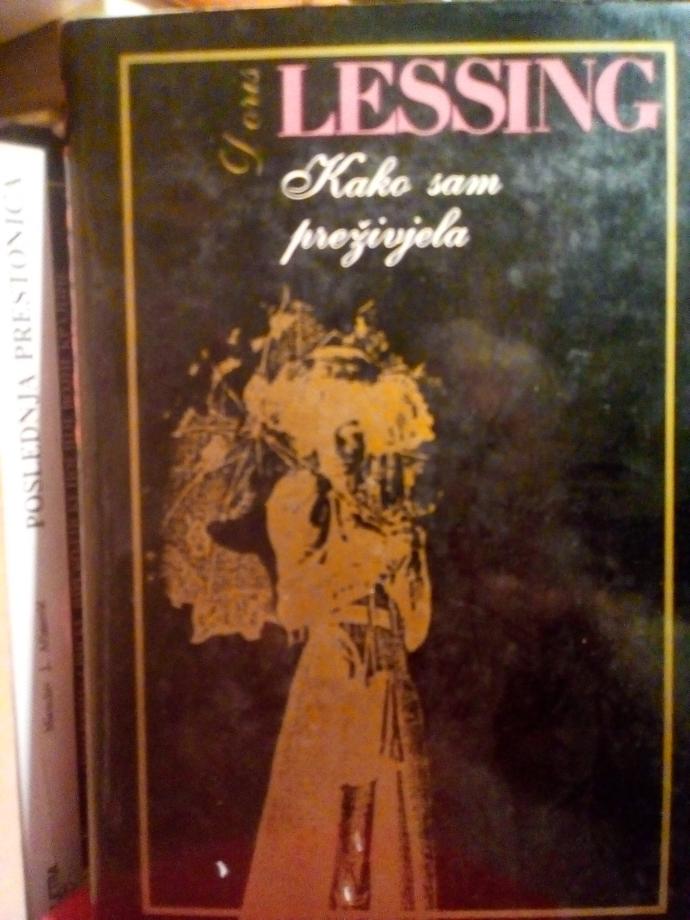 Doris
LESSING
Kako sam
preživjela
POSLEDNJA PRESTONICA